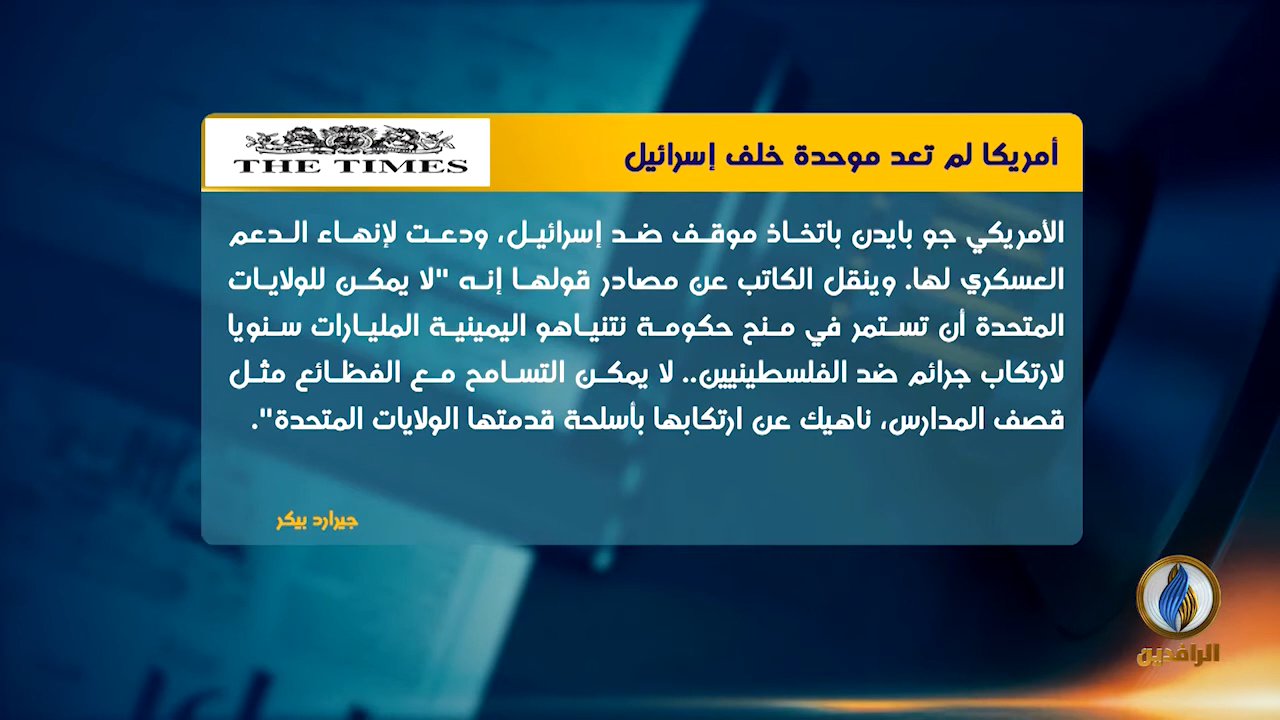 THE TIMES
أمريكا لم تعد موحدة خلف إسرائيل
الأمريكي جو بايدن باتخاذ موقف ضد إسرائيل، ودعت لإنهاء الدعم
العسكري لها. وينقل الكاتب عن مصادر قولها إنه "لا يمكن للولايات
المتحدة أن تستمر في منح حكومة نتنياهو اليمينية المليارات سنويا
لارتكاب جرائم ضد الفلسطينيين.. لا يمكن التسامح مع الفظائع مثل
قصف المدارس، ناهيك عن ارتكابها بأسلحة قدمتها الولايات المتحدة".
جيرارد بيكر
الرافدين